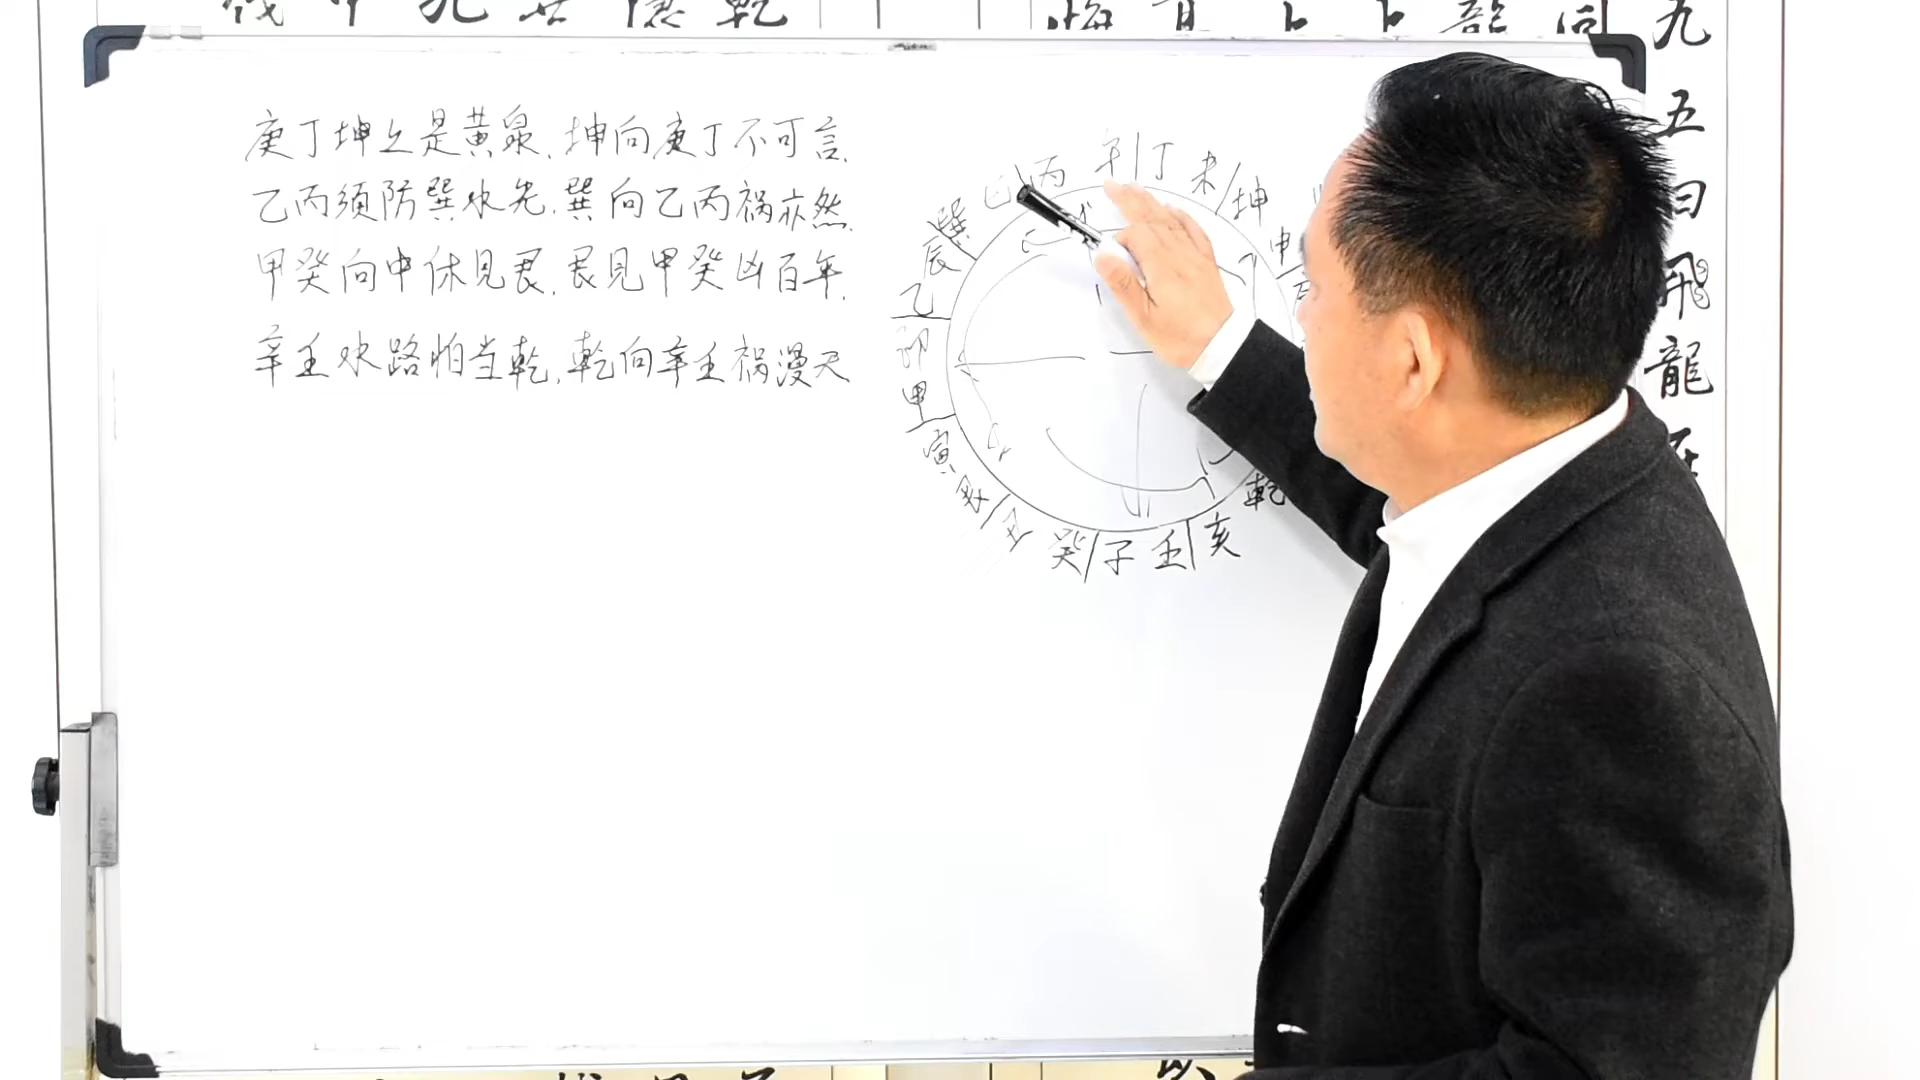 庚丁坤上是黄泉.坤向庚丁不可言.
乙丙须防巽水先.巽向乙丙祸亦然.
甲癸向中休见艮.艮见甲癸凶百年.
辛壬水路怕当乾.乾向辛壬祸漫天
巳 丙 午 丁 未 坤 申
巽
辰
乙
卯
甲
寅
艮
丑
癸 子 壬 亥 乾
九五曰飛龍